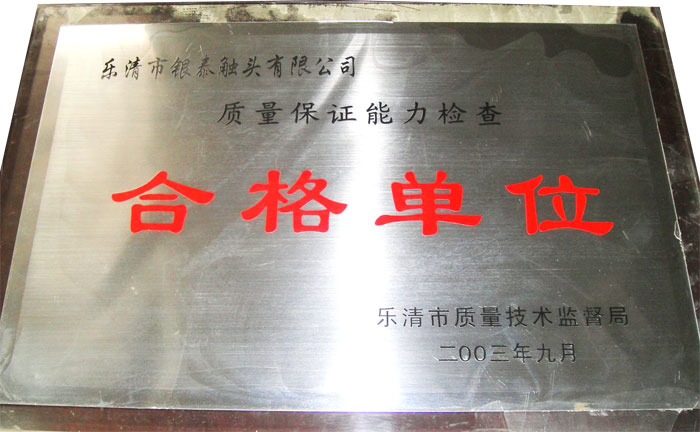 乐清市银泰触头有限公司
质量保证能力检查
合格单位
乐清市质量技术监督局
二00三年九月